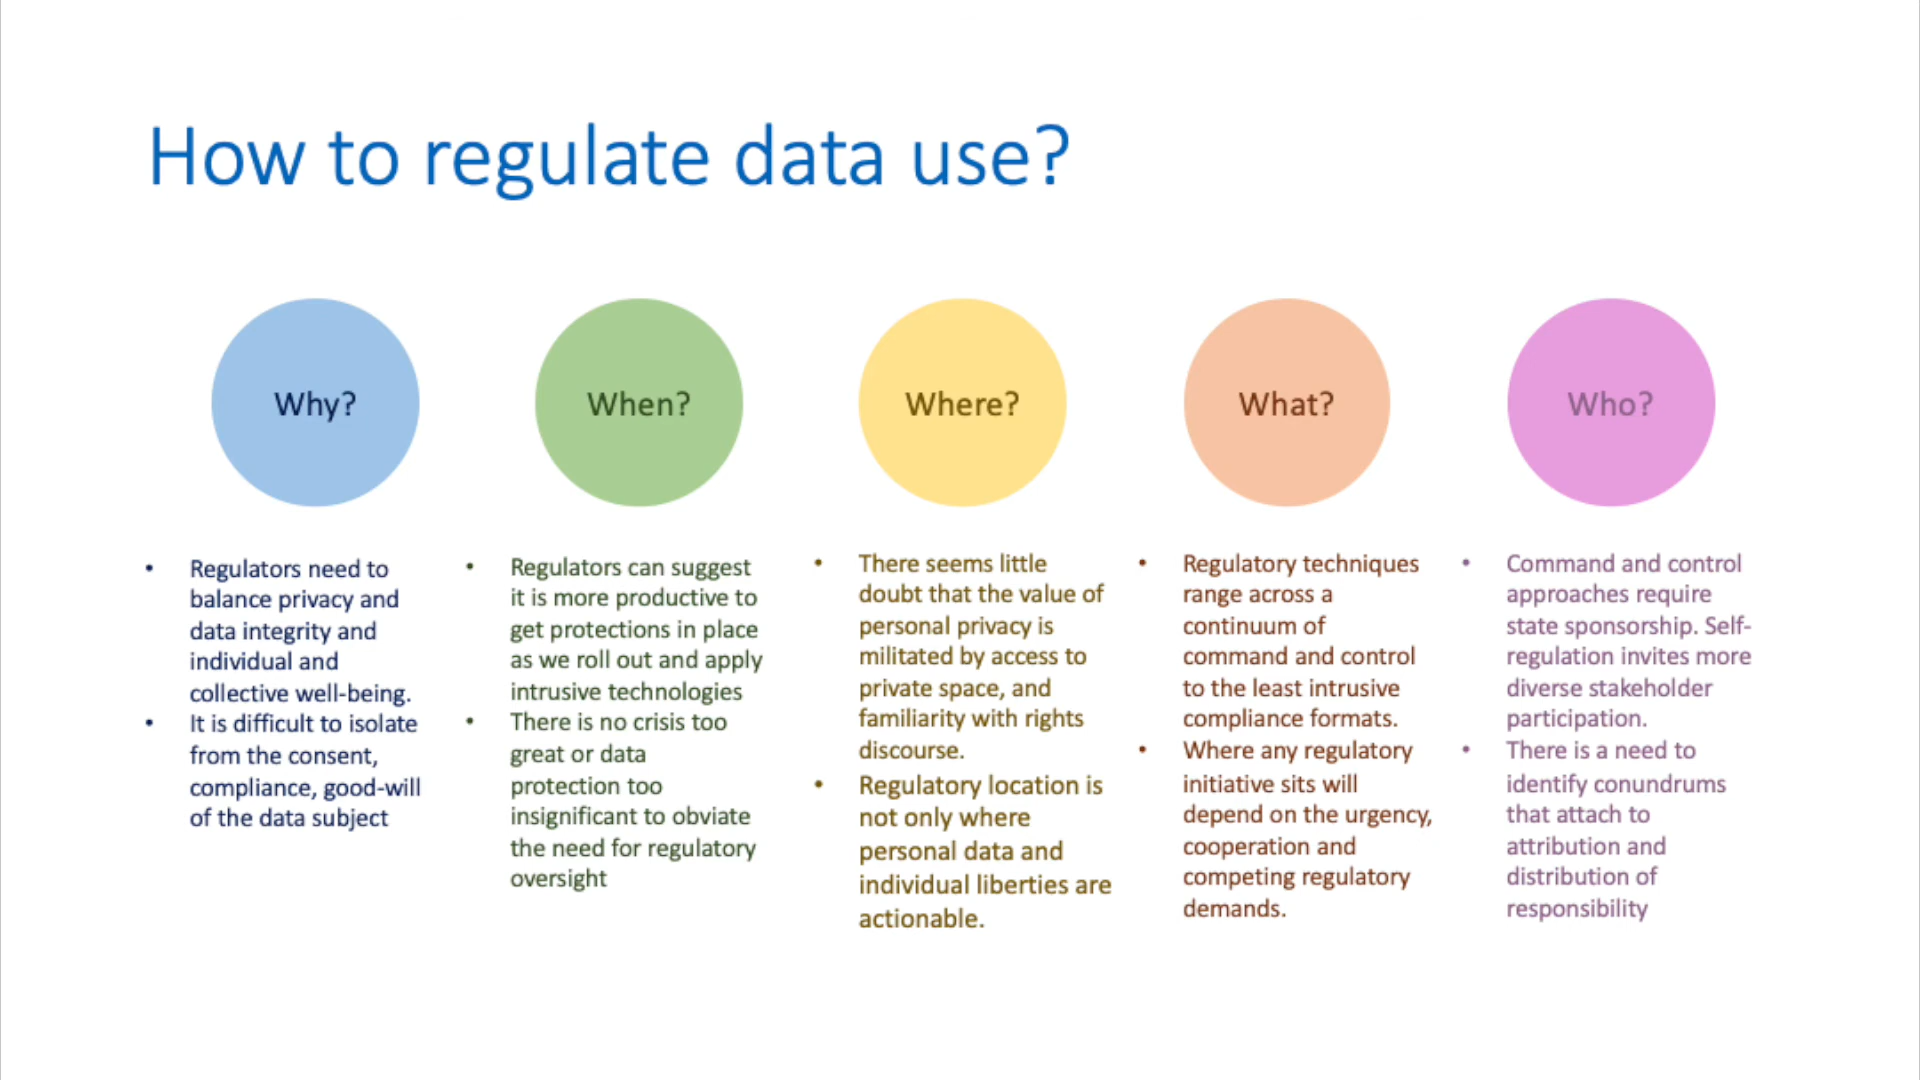 How to regulate data use?
Why?
When?
Where?
What?
Who?
• Regulators need to
balance privacy and
data integrity and
individual and
collective well-being.
• It is difficult to isolate
from the consent,
compliance, good-will
of the data subject
• Regulators can suggest
it is more productive to
get protections in place
as we roll out and apply
intrusive technologies
• There is no crisis too
great or data
protection too
insignificant to obviate
the need for regulatory
oversight
• There seems little
doubt that the value of
personal privacy is
militated by access to
private space, and
familiarity with rights
discourse.
• Regulatory location is
not only where
personal data and
individual liberties are
actionable.
• Regulatory techniques
range across a
continuum of
command and control
to the least intrusive
compliance formats.
• Where any regulatory
initiative sits will
depend on the urgency,
cooperation and
competing regulatory
demands.
• Command and control
approaches require
state sponsorship. Self-
regulation invites more
diverse stakeholder
participation.
• There is a need to
identify conundrums
that attach to
attribution and
distribution of
responsibility